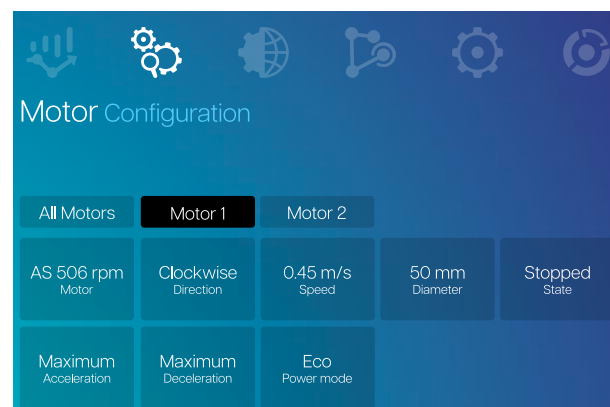 Motor Configuration
All Motors
Motor 1
Motor 2
AS 506 rpm
Motor
Clockwise
Direction
0.45 m/s
Speed
50 mm
Diameter
Stopped
State
Maximum
Acceleration
Maximum
Deceleration
Eco
Power mode